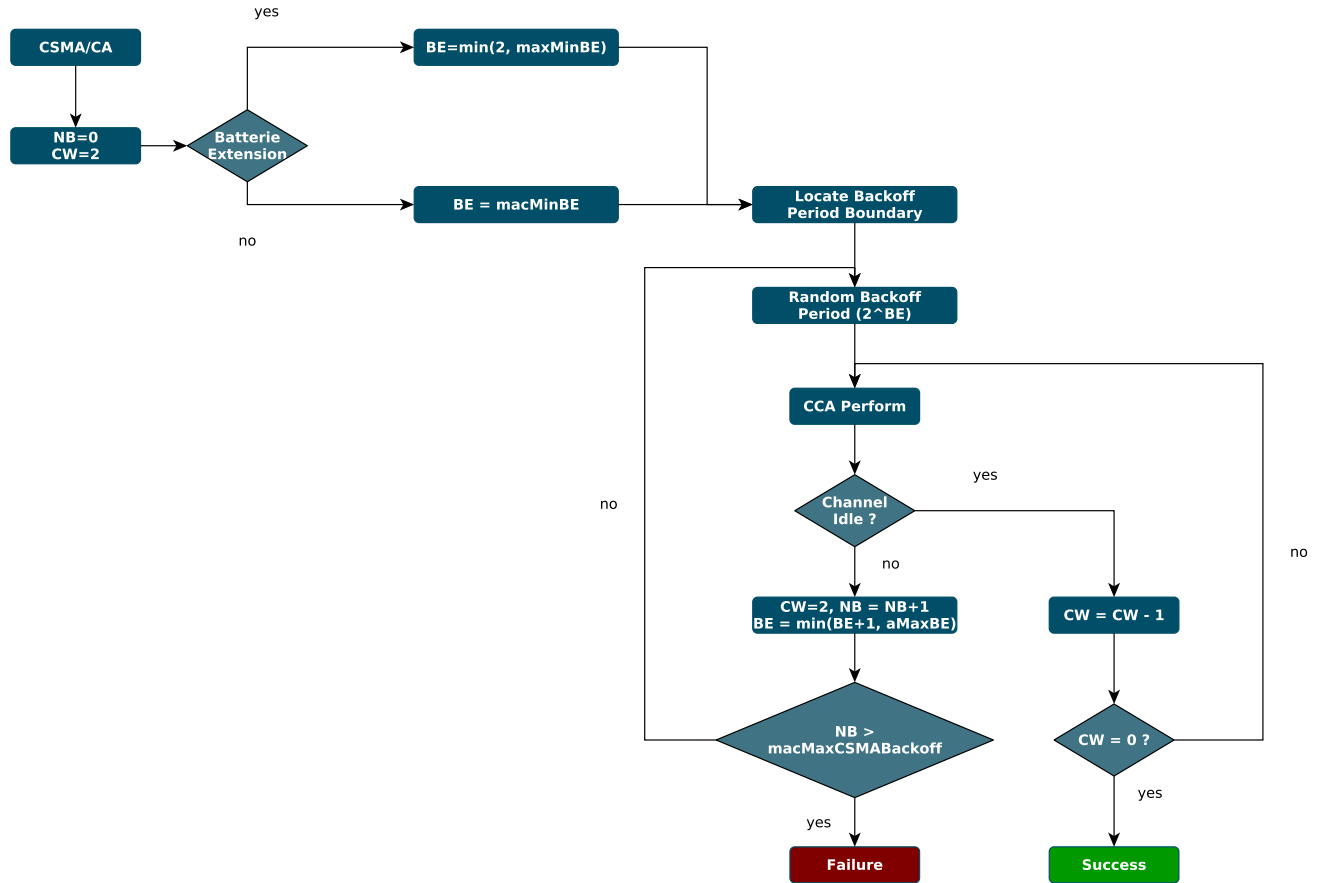 yes
CSMA/CA
BE=min(2, maxMinBE)
NB=0
CW=2
Batterie
Extension
BE = macMinBE
Locate Backoff
Period Boundary
no
Random Backoff
Period (2^BE)
CCA Perform
yes
Channel
Idle ?
no
no
no
CW=2, NB = NB+1
BE = min(BE+1, aMaxBE)
CW = CW - 1
NB >
macMaxCSMABackoff
CW = 0 ?
yes
yes
Failure
Success